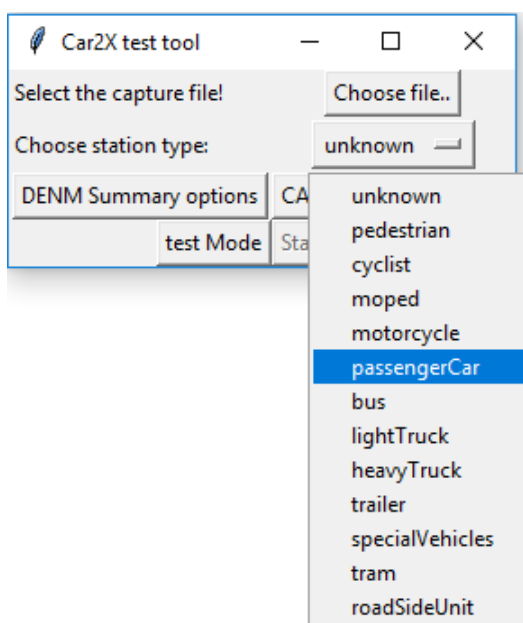 Car2X test tool
Select the capture file! Choose file..
Choose station type: unknown
DENM Summary options CA
test Mode Sta
unknown
pedestrian
cyclist
moped
motorcycle
passengerCar
bus
lightTruck
heavyTruck
trailer
specialVehicles
tram
roadSideUnit